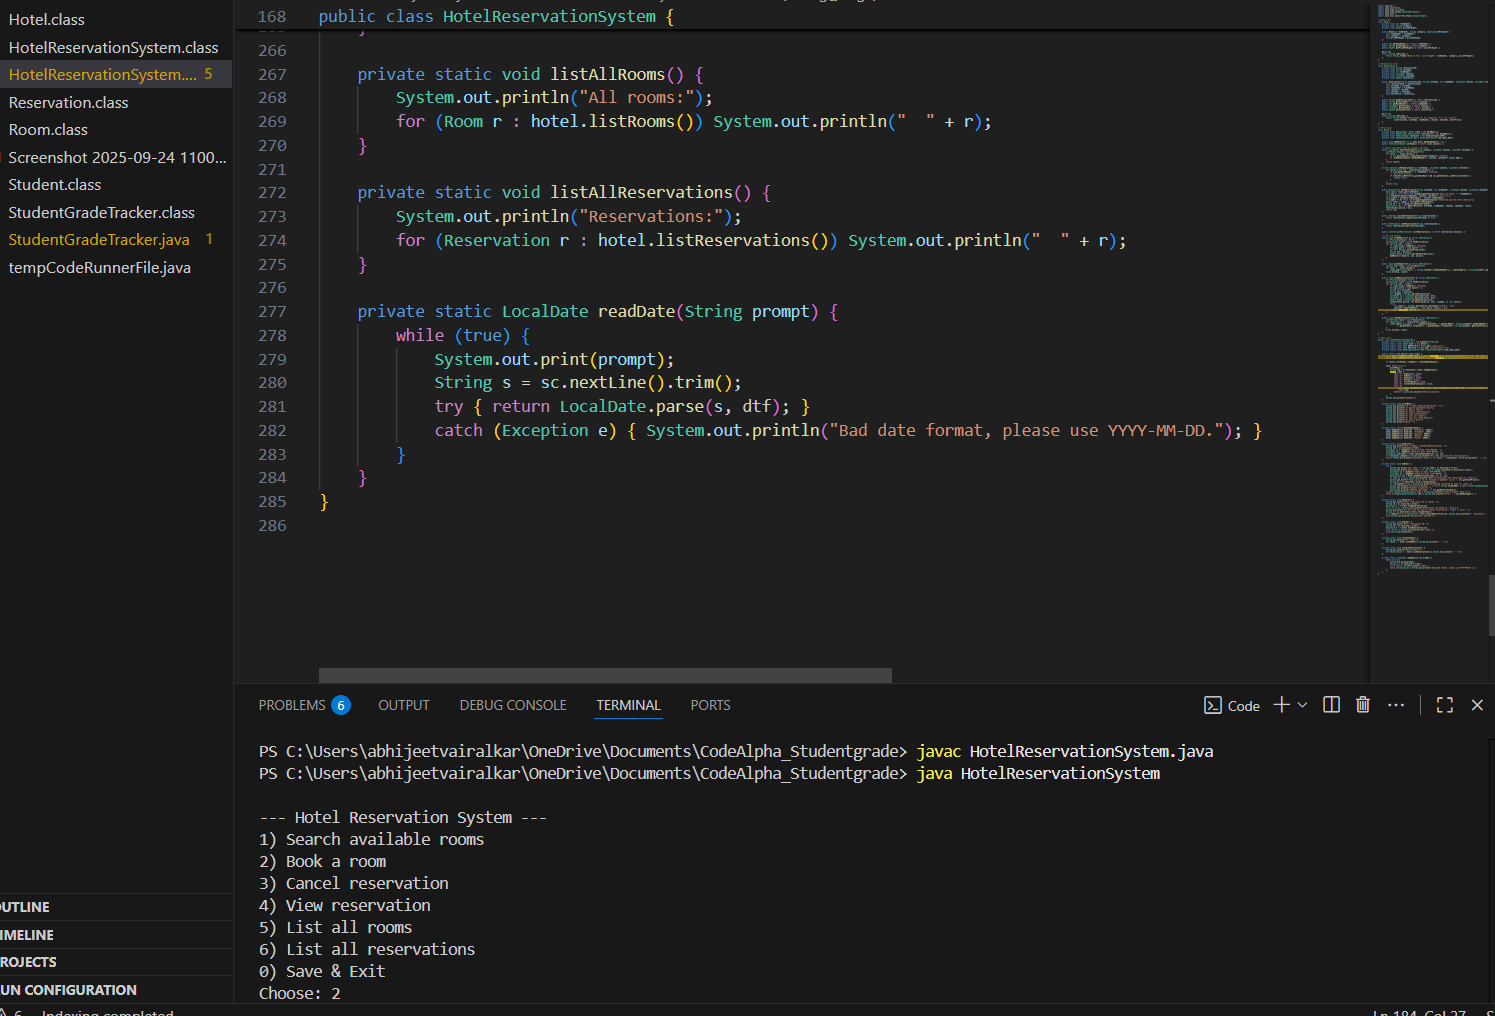 Hotel.class
HotelReservationSystem.class
HotelReservationSystem.... 5
Reservation.class
Room.class
Screenshot 2025-09-24 1100...
Student.class
StudentGradeTracker.class
StudentGradeTracker.java 1
tempCodeRunnerFile.java
OUTLINE
TIMELINE
PROJECTS
RUN CONFIGURATION
168 public class HotelReservationSystem {
265 }
266
267 private static void listAllRooms() {
268 System.out.println("All rooms:");
269 for (Room r : hotel.listRooms()) System.out.println("  " + r);
270 }
271
272 private static void listAllReservations() {
273 System.out.println("Reservations:");
274 for (Reservation r : hotel.listReservations()) System.out.println("  " + r);
275 }
276
277 private static LocalDate readDate(String prompt) {
278 while (true) {
279 System.out.print(prompt);
280 String s = sc.nextLine().trim();
281 try { return LocalDate.parse(s, dtf); }
282 catch (Exception e) { System.out.println("Bad date format, please use YYYY-MM-DD."); }
283 }
284 }
285 }
286
PROBLEMS 6 OUTPUT DEBUG CONSOLE TERMINAL PORTS Code
PS C:\Users\abhijeetvairalkar\OneDrive\Documents\CodeAlpha_Studentgrade> javac HotelReservationSystem.java
PS C:\Users\abhijeetvairalkar\OneDrive\Documents\CodeAlpha_Studentgrade> java HotelReservationSystem
--- Hotel Reservation System ---
1) Search available rooms
2) Book a room
3) Cancel reservation
4) View reservation
5) List all rooms
6) List all reservations
0) Save & Exit
Choose: 2
6 Indexing completed
Ln 184, Col 27